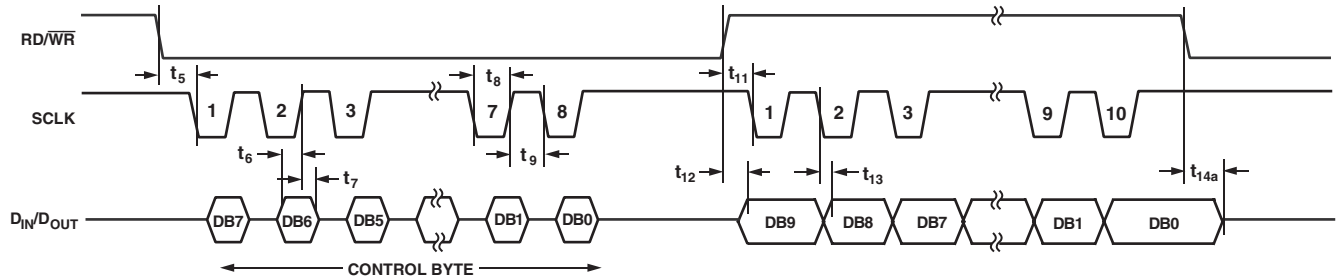 RD/WR
t5 t8 t11
SCLK 1 2 3 7 8 1 2 3 9 10
t6 t7 t9 t12 t13 t14a
DIN/DOUT DB7 DB6 DB5 DB1 DB0 DB9 DB8 DB7 DB1 DB0
CONTROL BYTE